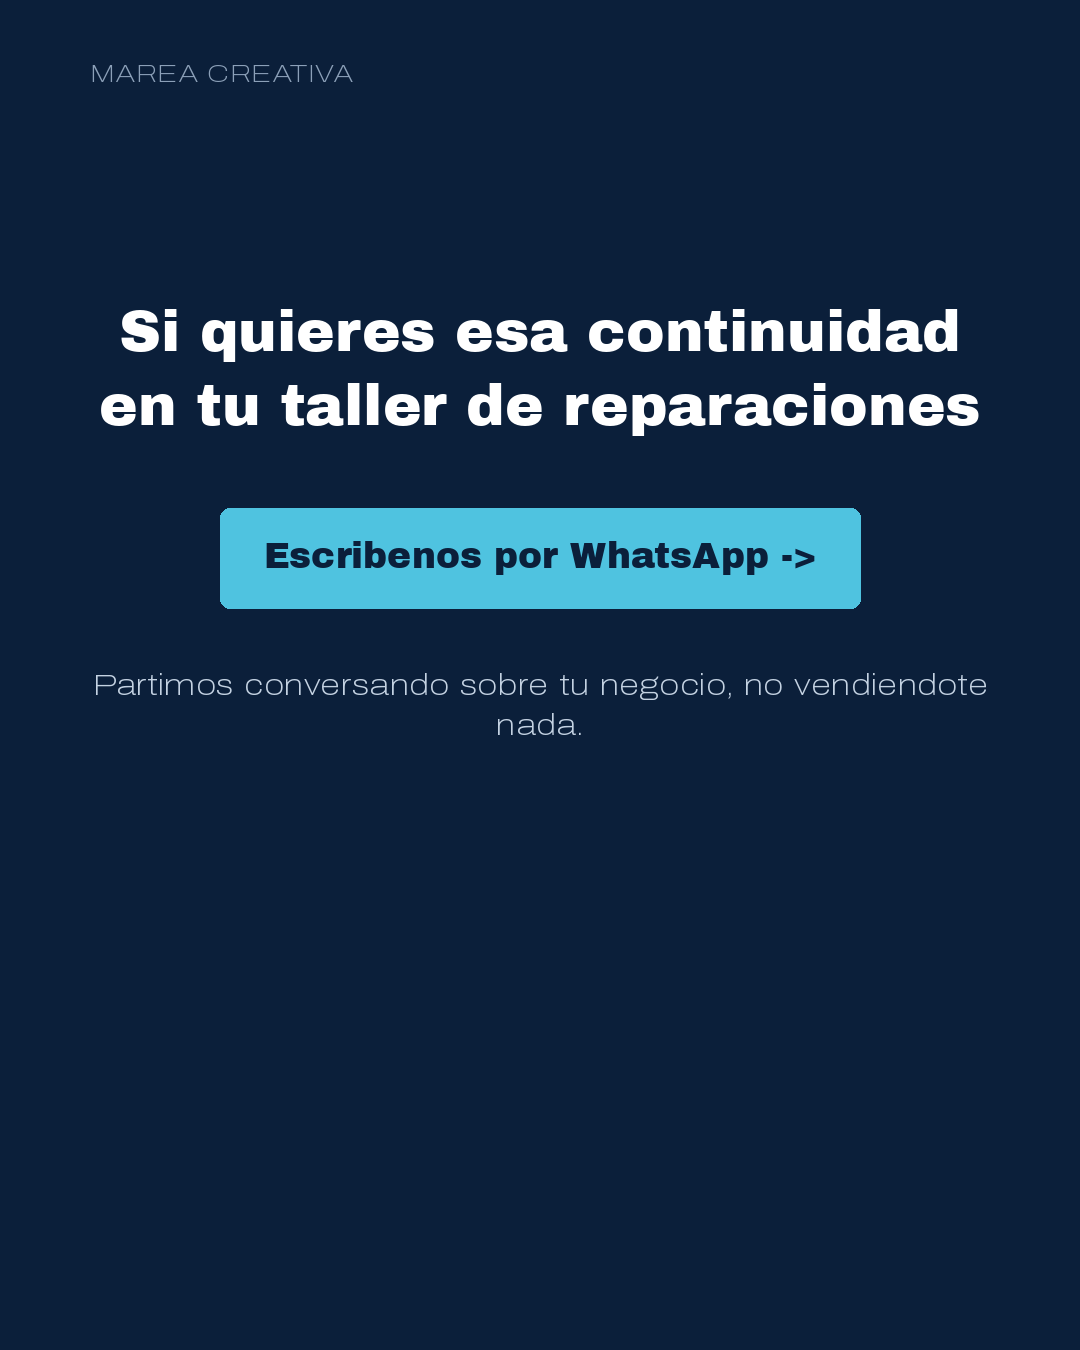 MAREA CREATIVA
Si quieres esa continuidad
en tu taller de reparaciones
Escribenos por WhatsApp ->
Partimos conversando sobre tu negocio, no vendiendote
nada.